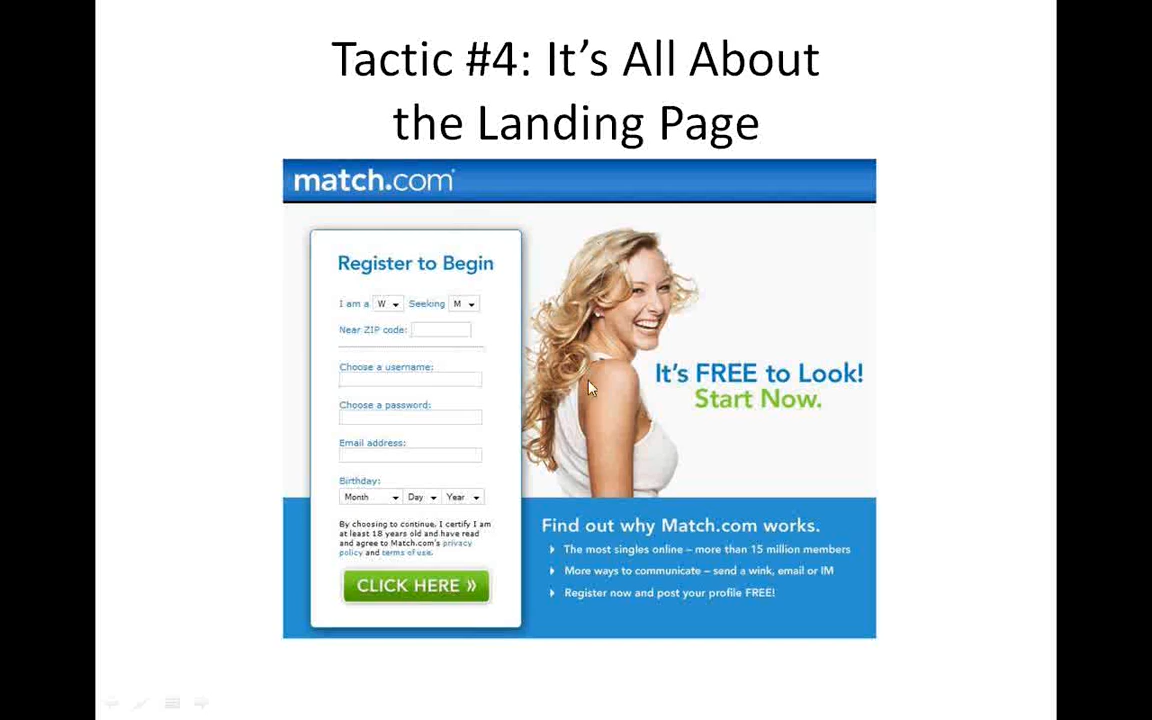 Tactic #4: It's All About
the Landing Page
match.com
Register to Begin
I am a W Seeking M
Near ZIP code:
Choose a username:
Choose a password:
Email address:
Birthday:
Month Day Year
By choosing to continue, I certify I am
at least 18 years old and have read
and agree to Match.com's privacy
policy and terms of use.
CLICK HERE »
It's FREE to Look!
Start Now.
Find out why Match.com works.
The most singles online – more than 15 million members
More ways to communicate – send a wink, email or IM
Register now and post your profile FREE!